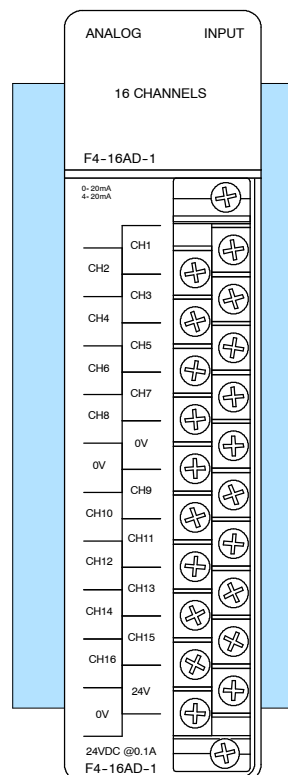 ANALOG INPUT
16 CHANNELS
F4-16AD-1
0-20mA
4-20mA
CH1
CH2
CH3
CH4
CH5
CH6
CH7
CH8
0V
0V
CH9
CH10
CH11
CH12
CH13
CH14
CH15
CH16
24V
0V
24VDC @0.1A
F4-16AD-1